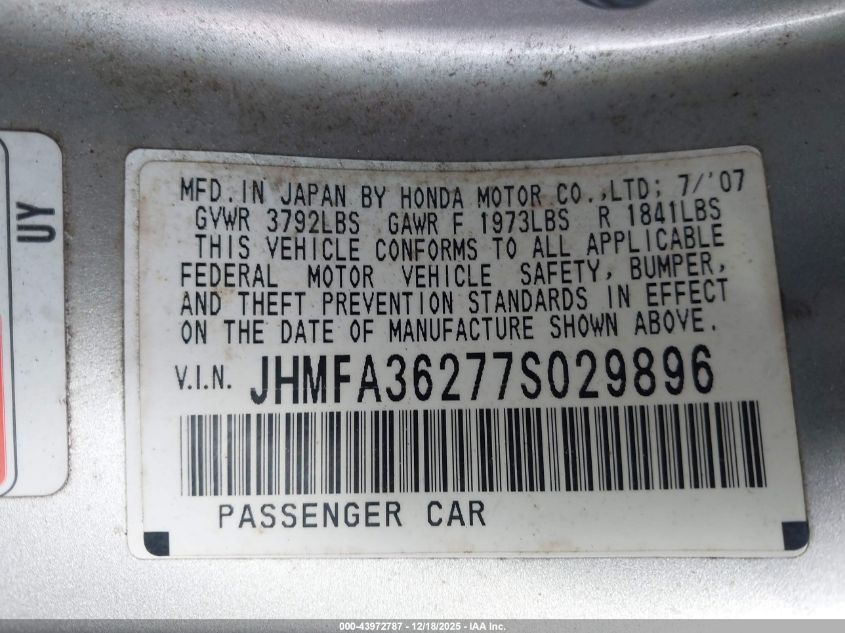 UY
MFD. IN JAPAN BY HONDA MOTOR CO.,LTD; 7/'07
GVWR 3792LBS GAWR F 1973LBS R 1841LBS
THIS VEHICLE CONFORMS TO ALL APPLICABLE
FEDERAL MOTOR VEHICLE SAFETY, BUMPER,
AND THEFT PREVENTION STANDARDS IN EFFECT
ON THE DATE OF MANUFACTURE SHOWN ABOVE.
V.I.N. JHMFA36277S029896
PASSENGER CAR
000-43972787 - 12/18/2025 - IAA Inc.